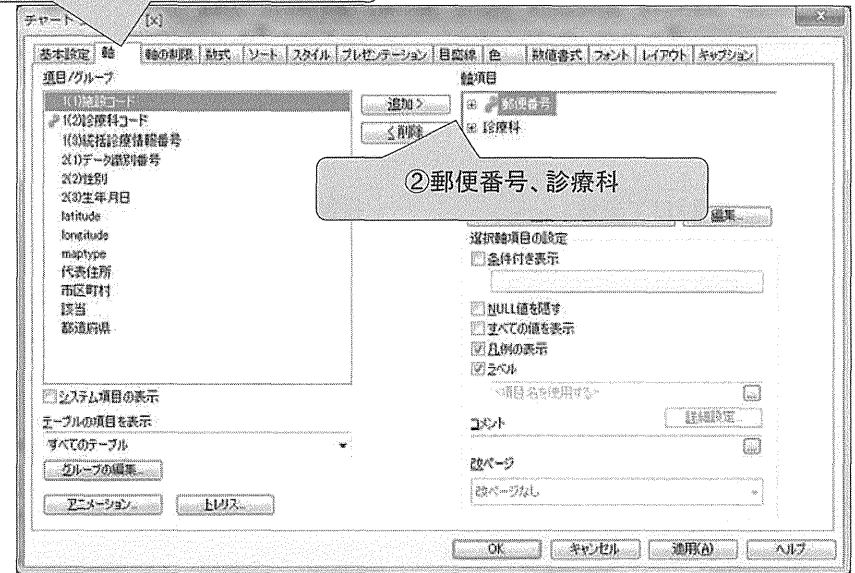 [x]
基本設定 軸 軸の制限 数式 ソート スタイル プレゼンテーション 目盛線 色 数値書式 フォント レイアウト キャプション
項目/グループ
1(1)施設コード
1(2)診療科コード
1(3)統括診療情報番号
2(1)データ識別番号
2(2)性別
2(3)生年月日
latitude
longitude
maptype
代表住所
市区町村
該当
都道府県
システム項目の表示
テーブルの項目を表示
すべてのテーブル
グループの編集...
アニメーション... トレリス...
追加 >
< 削除
軸項目
郵便番号
診療科
②郵便番号、診療科
編集...
選択軸項目の設定
条件付き表示
NULL値を隠す
すべての値を表示
凡例の表示
ラベル
<項目名を使用する>
コメント
詳細設定...
改ページ
改ページなし
OK キャンセル 適用(A) ヘルプ